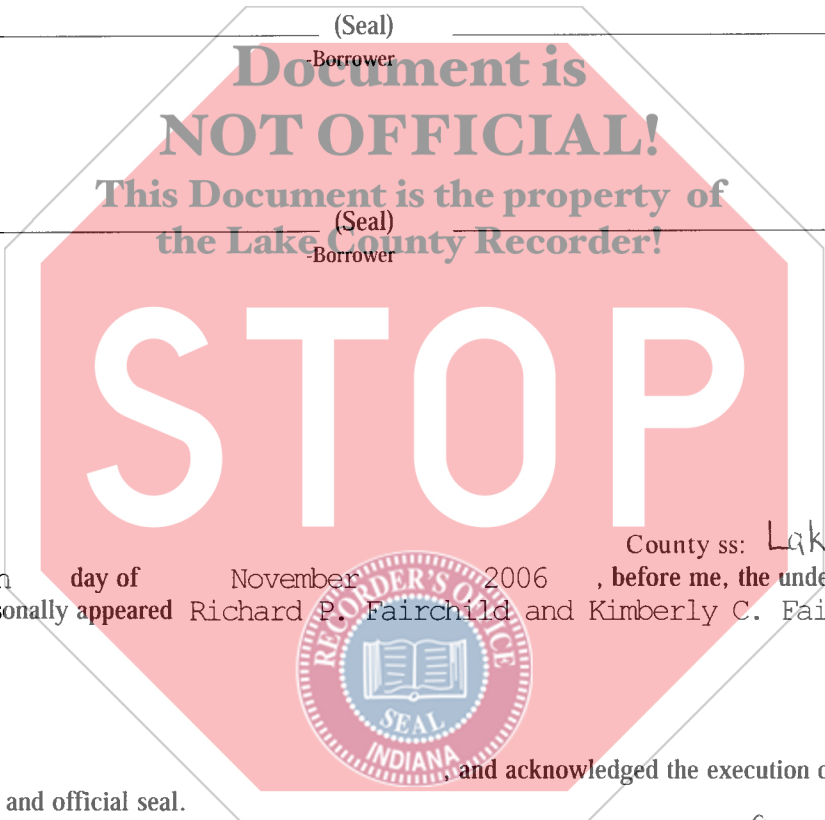 (Seal)
-Borrower
Document is
NOT OFFICIAL!
This Document is the property of
(Seal)
the Lake County Recorder!
-Borrower
STOP
County ss: Lak
day of November 2006 , before me, the unde
sonally appeared Richard P. Fairchild and Kimberly C. Fai
RECORDER'S OFFICE
SEAL
INDIANA
, and acknowledged the execution o
and official seal.